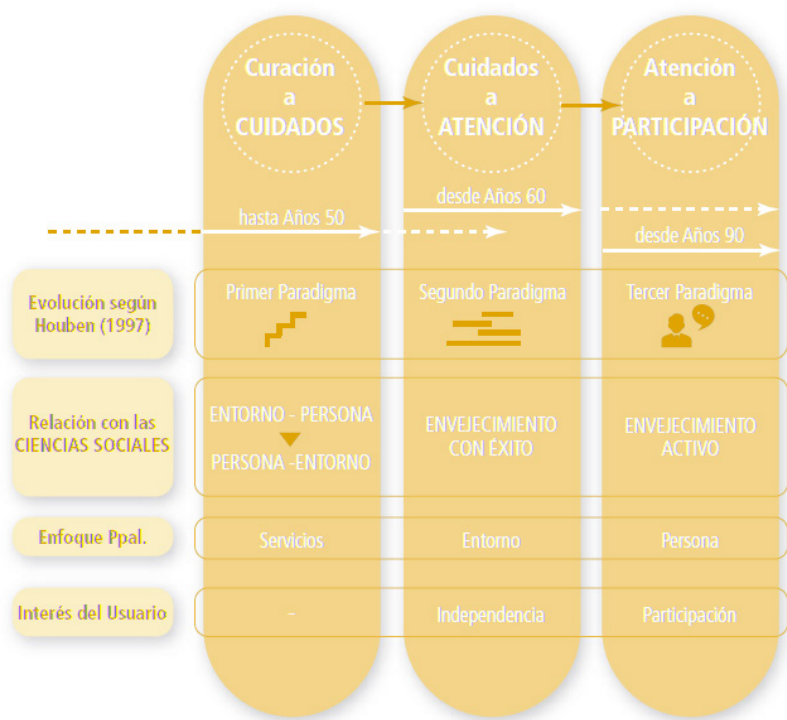 Curación
a
CUIDADOS
Cuidados
a
ATENCIÓN
Atención
a
PARTICIPACIÓN
hasta Años 50
desde Años 60
desde Años 90
Evolución según
Houben (1997)
Primer Paradigma
Segundo Paradigma
Tercer Paradigma
Relación con las
CIENCIAS SOCIALES
ENTORNO - PERSONA
PERSONA -ENTORNO
ENVEJECIMIENTO
CON ÉXITO
ENVEJECIMIENTO
ACTIVO
Enfoque Ppal.
Servicios
Entorno
Persona
Interés del Usuario
-
Independencia
Participación